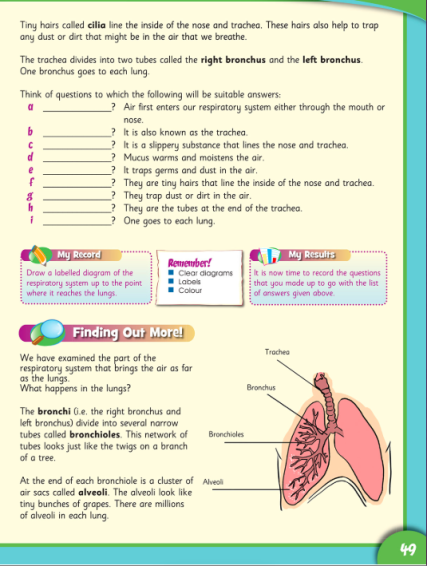 Tiny hairs called cilia line the inside of the nose and trachea. These hairs also help to trap
any dust or dirt that might be in the air that we breathe.
The trachea divides into two tubes called the right bronchus and the left bronchus.
One bronchus goes to each lung.
Think of questions to which the following will be suitable answers:
a ____________? Air first enters our respiratory system either through the mouth or
nose.
b ____________? It is also known as the trachea.
c ____________? It is a slippery substance that lines the nose and trachea.
d ____________? Mucus warms and moistens the air.
e ____________? It traps germs and dust in the air.
f ____________? They are tiny hairs that line the inside of the nose and trachea.
g ____________? They trap dust or dirt in the air.
h ____________? They are the tubes at the end of the trachea.
i ____________? One goes to each lung.
My Record
Draw a labelled diagram of the
respiratory system up to the point
where it reaches the lungs.
Remember!
Clear diagrams
Labels
Colour
My Results
It is now time to record the questions
that you made up to go with the list
of answers given above.
Finding Out More!
We have examined the part of the
respiratory system that brings the air as far
as the lungs.
What happens in the lungs?
The bronchi (i.e. the right bronchus and
left bronchus) divide into several narrow
tubes called bronchioles. This network of
tubes looks just like the twigs on a branch
of a tree.
At the end of each bronchiole is a cluster of
air sacs called alveoli. The alveoli look like
tiny bunches of grapes. There are millions
of alveoli in each lung.
Trachea
Bronchus
Bronchioles
Alveoli
49